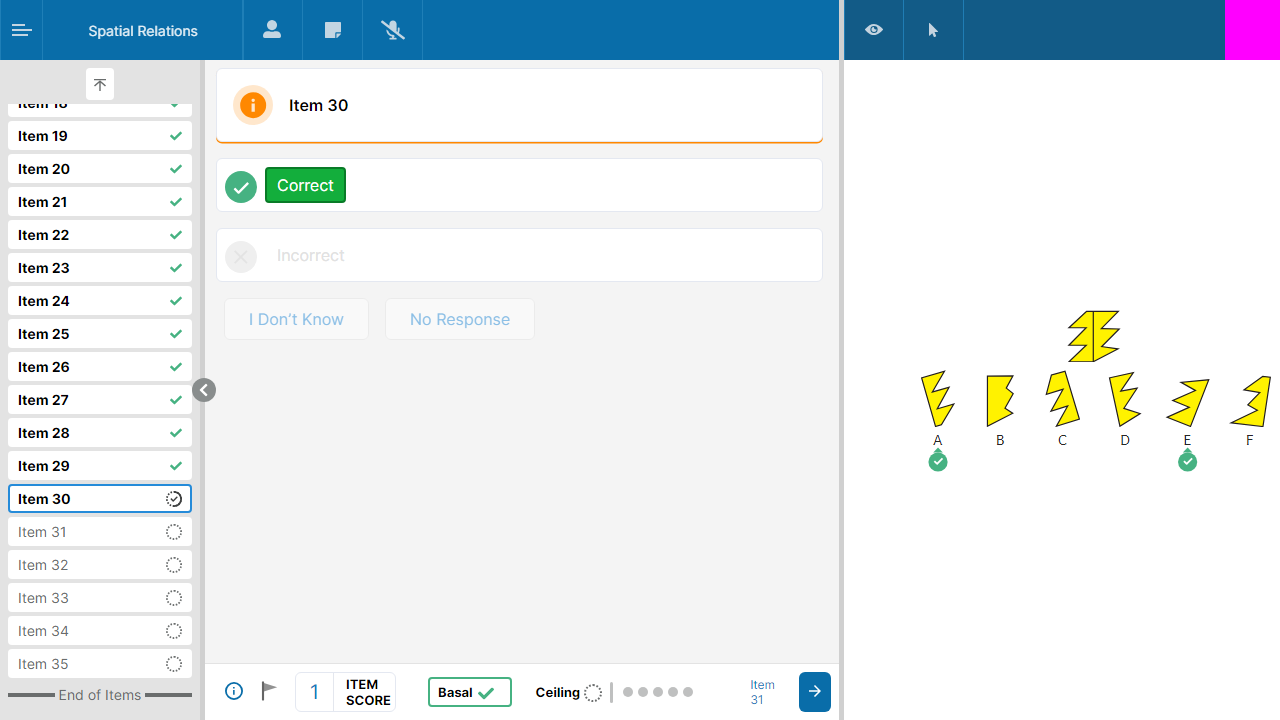 Spatial Relations
Item 18
Item 19
Item 20
Item 21
Item 22
Item 23
Item 24
Item 25
Item 26
Item 27
Item 28
Item 29
Item 30
Item 31
Item 32
Item 33
Item 34
Item 35
End of Items
Item 30
Correct
Incorrect
I Don't Know
No Response
1
ITEM
SCORE
Basal
Ceiling
Item
31
A B C D E F